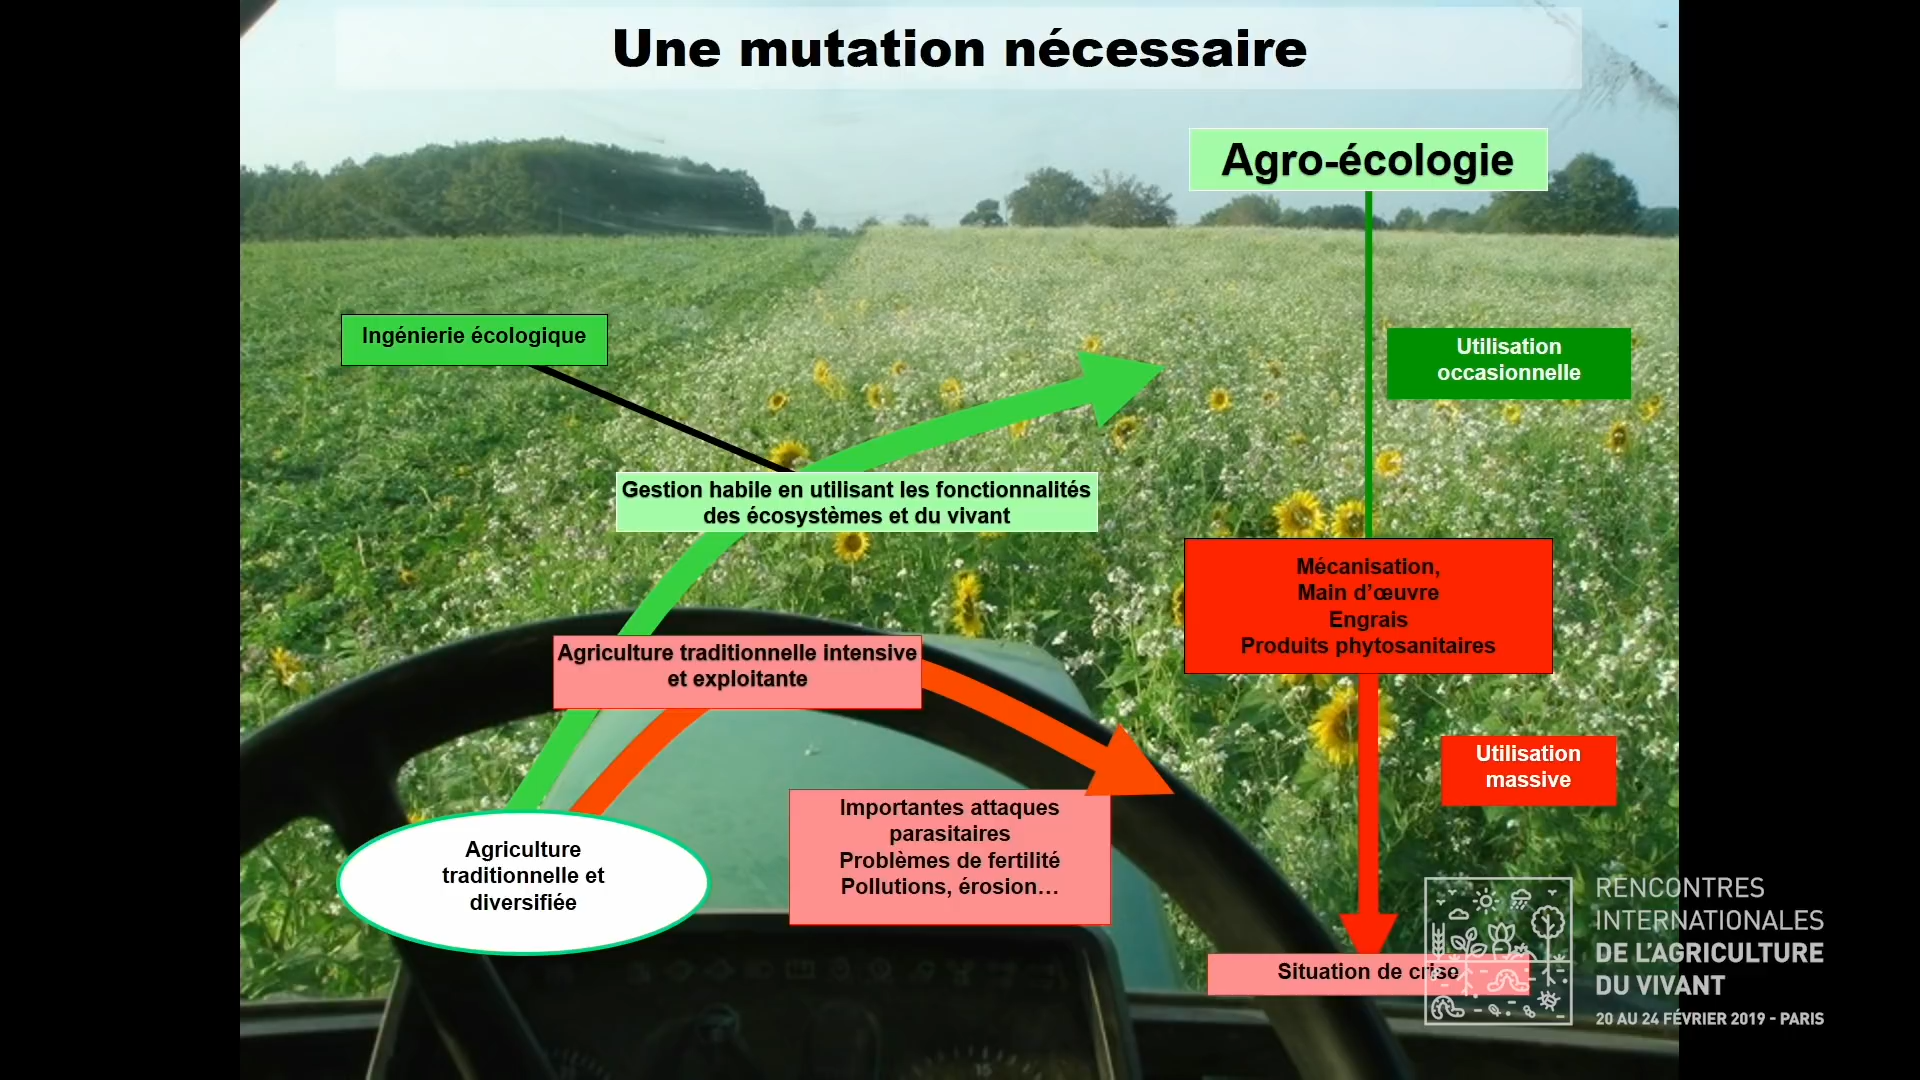 Une mutation nécessaire
Agro-écologie
Ingénierie écologique
Utilisation
occasionnelle
Gestion habile en utilisant les fonctionnalités
des écosystèmes et du vivant
Mécanisation,
Main d’œuvre
Engrais
Produits phytosanitaires
Agriculture traditionnelle intensive
et exploitante
Utilisation
massive
Importantes attaques
parasitaires
Problèmes de fertilité
Pollutions, érosion…
Agriculture
traditionnelle et
diversifiée
Situation de crise
RENCONTRES
INTERNATIONALES
DE L'AGRICULTURE
DU VIVANT
20 AU 24 FÉVRIER 2019 - PARIS
15